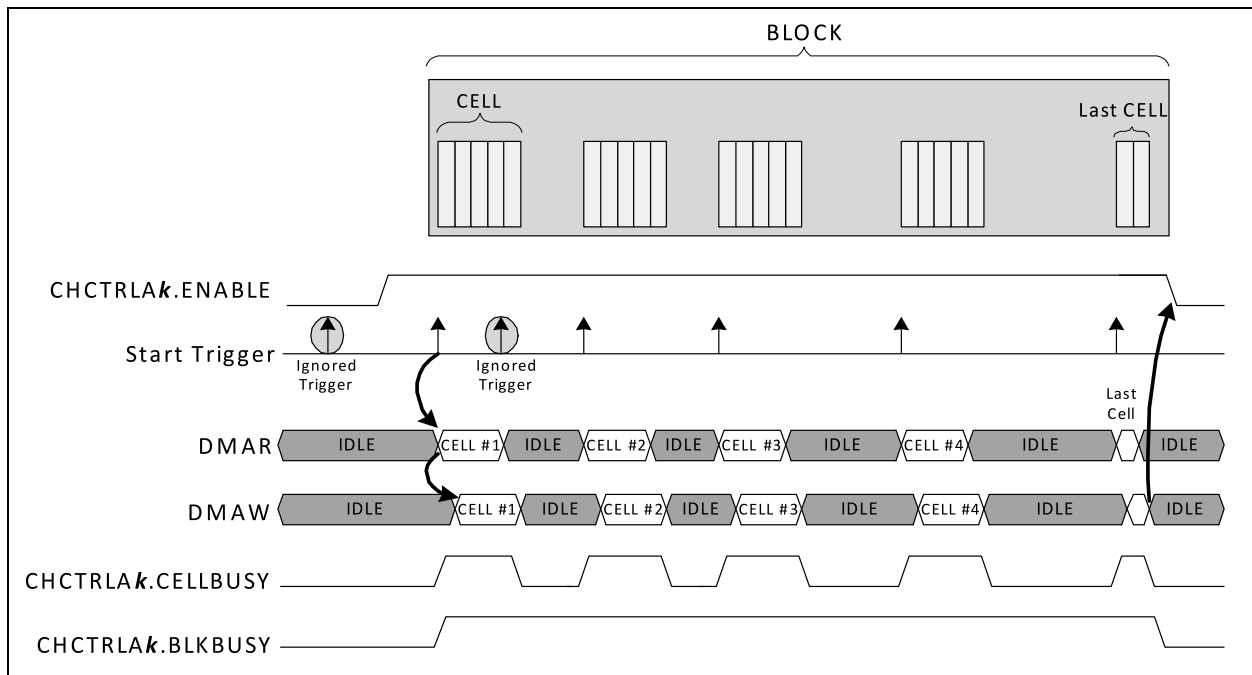 BLOCK
CELL
Last CELL
CHCTRLAk.ENABLE
Start Trigger
Ignored
Trigger
Ignored
Trigger
Last
Cell
DMAR
IDLE
CELL #1
IDLE
CELL #2
IDLE
CELL #3
IDLE
CELL #4
IDLE
IDLE
DMAW
IDLE
CELL #1
IDLE
CELL #2
IDLE
CELL #3
IDLE
CELL #4
IDLE
IDLE
CHCTRLAk.CELLBUSY
CHCTRLAk.BLKBUSY